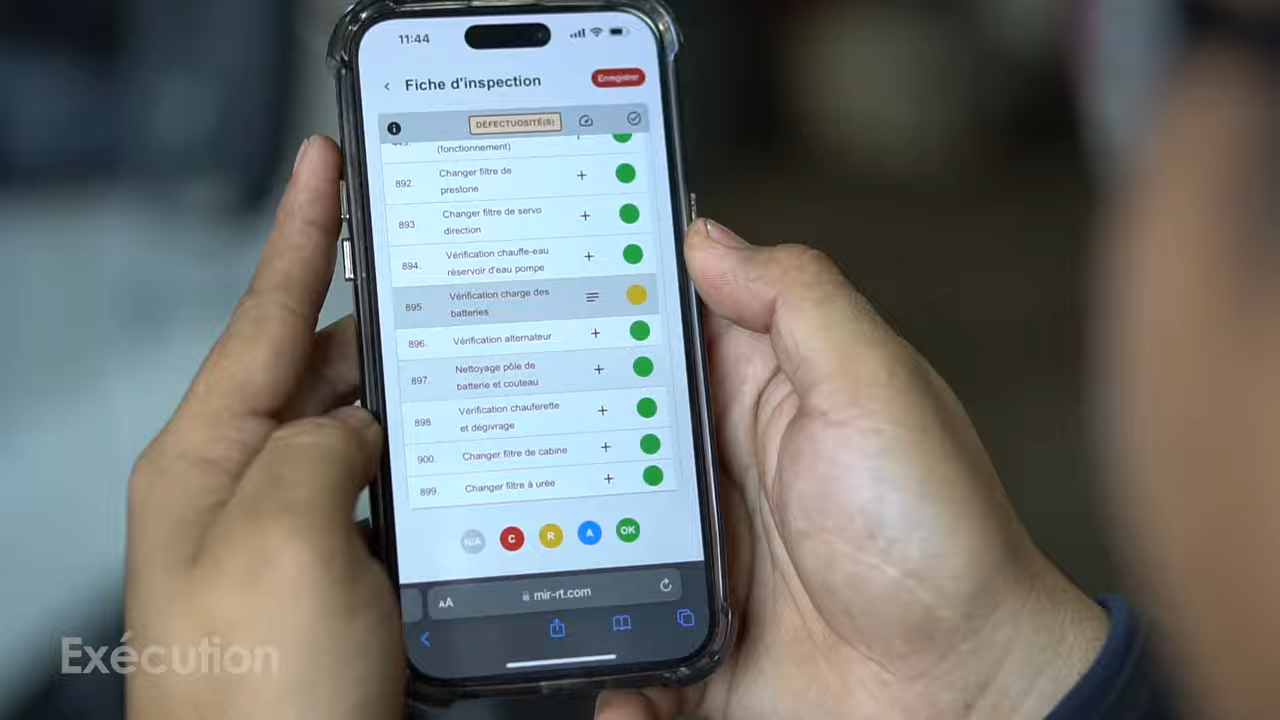 11:44
Fiche d'inspection
Enregistrer
DÉFECTUOSITÉ(S)
(fonctionnement)
892. Changer filtre de
prestone
893 Changer filtre de servo
direction
894. Vérification chauffe-eau
réservoir d'eau pompe
895 Vérification charge des
batteries
896. Vérification alternateur
897. Nettoyage pôle de
batterie et couteau
898 Vérification chauferette
et dégivrage
900. Changer filtre de cabine
899. Changer filtre à urée
N/A C R A OK
AA mir-rt.com
Exécution